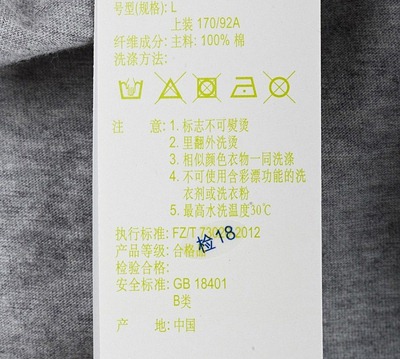 号型(规格): L
上装 170/92A
纤维成分: 主料: 100% 棉
洗涤方法:
注 意: 1. 标志不可熨烫
2. 里翻外洗烫
3. 相似颜色衣物一同洗涤
4. 不可使用含彩漂功能的洗
衣剂或洗衣粉
5. 最高水洗温度30℃
执行标准: FZ/T 2012
产品等级: 合格品
检18
检验合格:
安全标准: GB 18401
B类
产 地: 中国